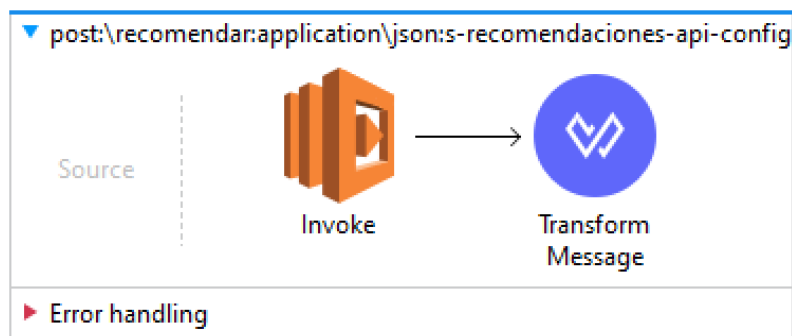 post:\recomendar:application\json:s-recomendaciones-api-config
Source
Invoke
Transform
Message
Error handling